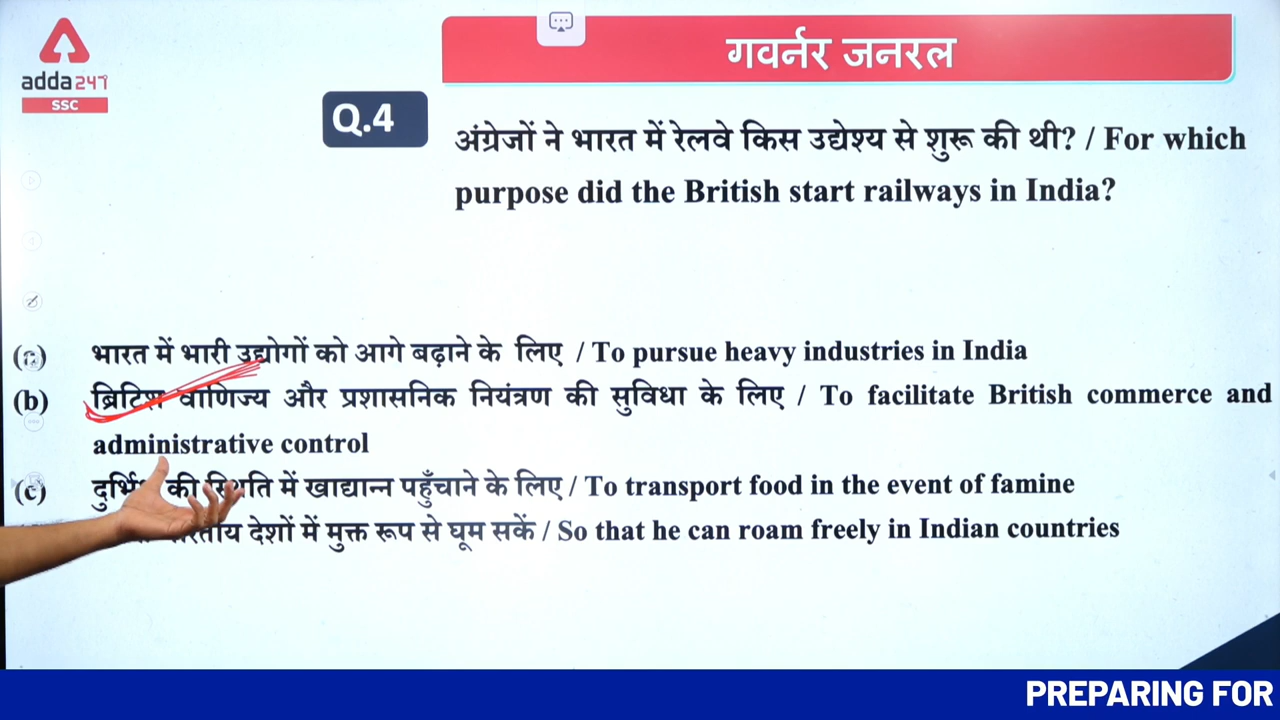 adda247
SSC
गवर्नर जनरल
Q.4
अंग्रेजों ने भारत में रेलवे किस उद्येश्य से शुरू की थी? / For which
purpose did the British start railways in India?
भारत में भारी उद्योगों को आगे बढ़ाने के लिए / To pursue heavy industries in India
(b) ब्रिटिश वाणिज्य और प्रशासनिक नियंत्रण की सुविधा के लिए / To facilitate British commerce and
administrative control
(c) की स्थिति में खाद्यान्न पहुँचाने के लिए / To transport food in the event of famine
देशों में मुक्त रूप से घूम सकें / So that he can roam freely in Indian countries
PREPARING FOR